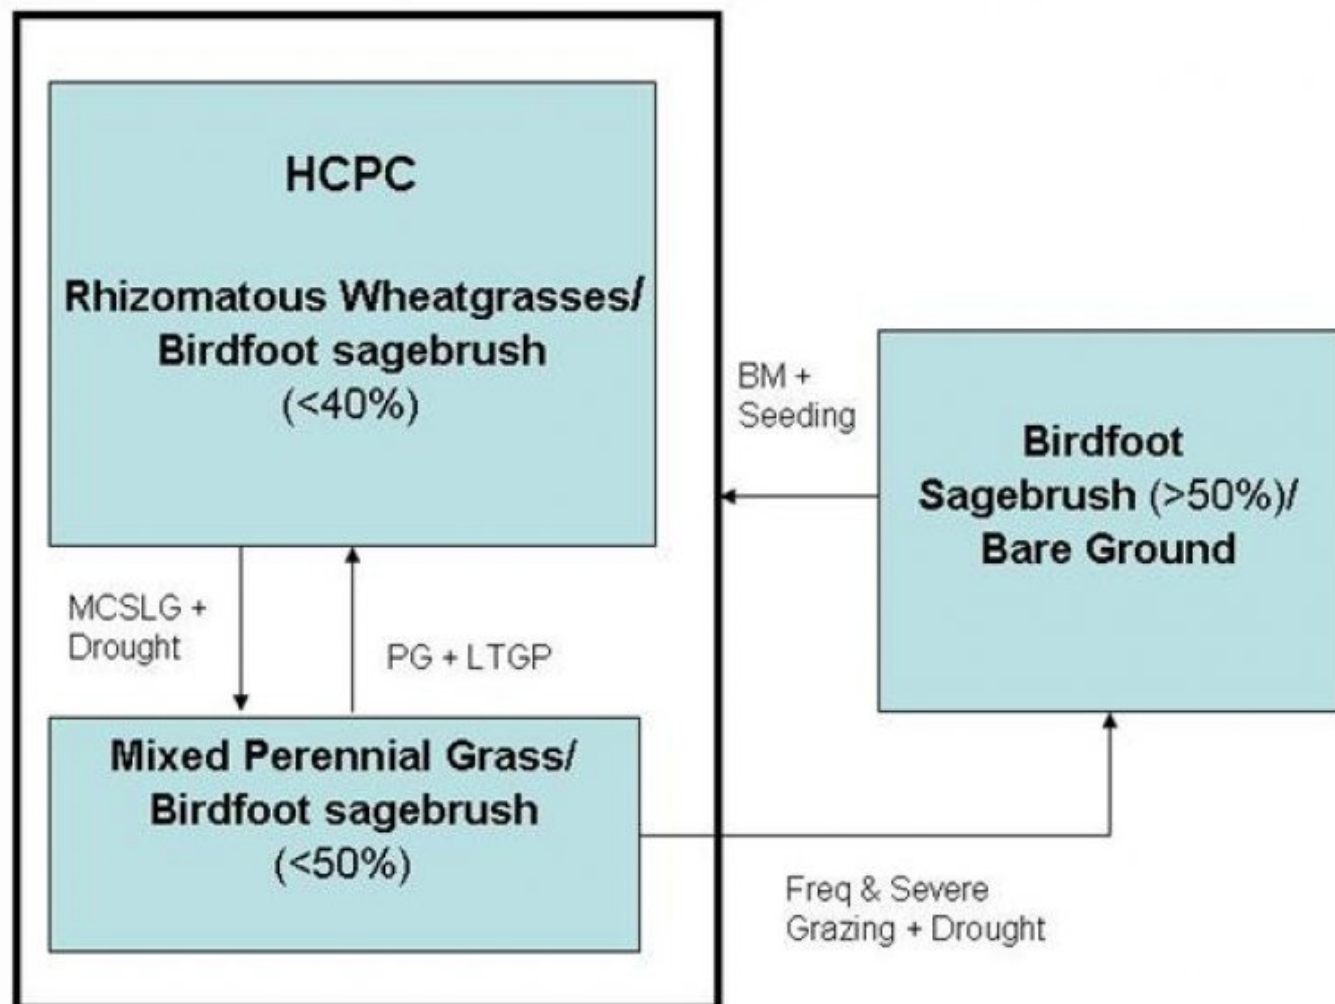 HCPC
Rhizomatous Wheatgrasses/
Birdfoot sagebrush
(<40%)
MCSLG +
Drought
PG + LTGP
Mixed Perennial Grass/
Birdfoot sagebrush
(<50%)
BM +
Seeding
Birdfoot
Sagebrush (>50%)/
Bare Ground
Freq & Severe
Grazing + Drought